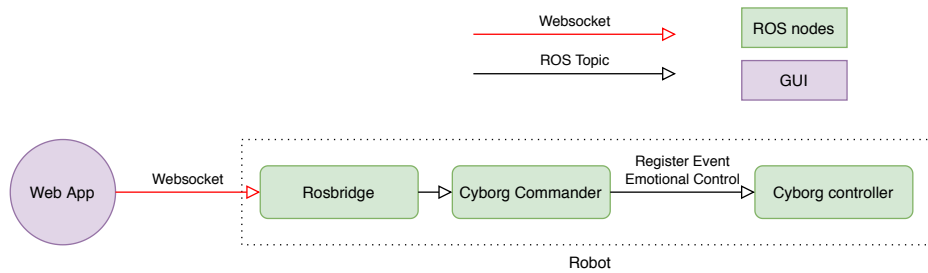 Websocket
ROS nodes
ROS Topic
GUI
Web App
Websocket
Rosbridge
Cyborg Commander
Register Event
Emotional Control
Cyborg controller
Robot